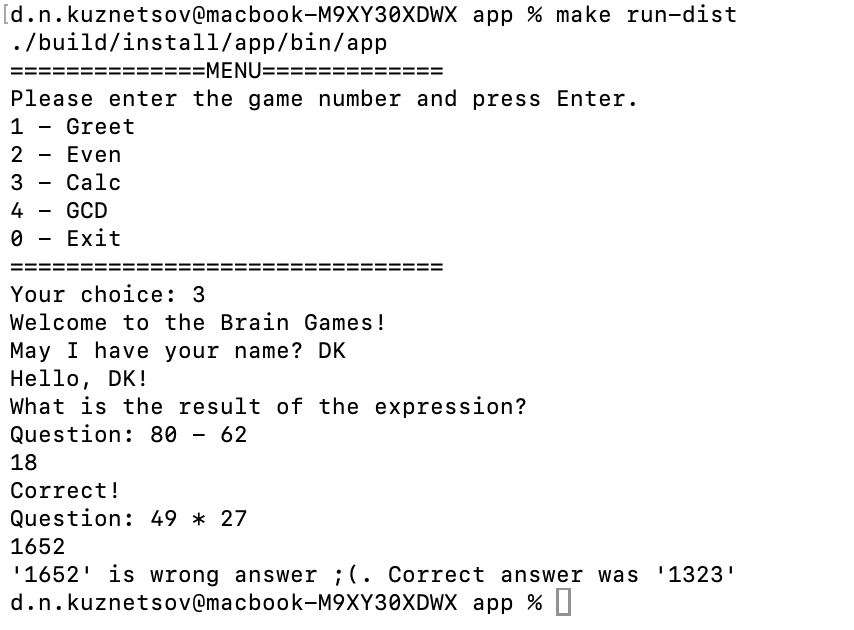 [d.n.kuznetsov@macbook-M9XY30XDWX app % make run-dist
./build/install/app/bin/app
==============MENU=============
Please enter the game number and press Enter.
1 - Greet
2 - Even
3 - Calc
4 - GCD
0 - Exit
===============================
Your choice: 3
Welcome to the Brain Games!
May I have your name? DK
Hello, DK!
What is the result of the expression?
Question: 80 - 62
18
Correct!
Question: 49 * 27
1652
'1652' is wrong answer ;(. Correct answer was '1323'
d.n.kuznetsov@macbook-M9XY30XDWX app %